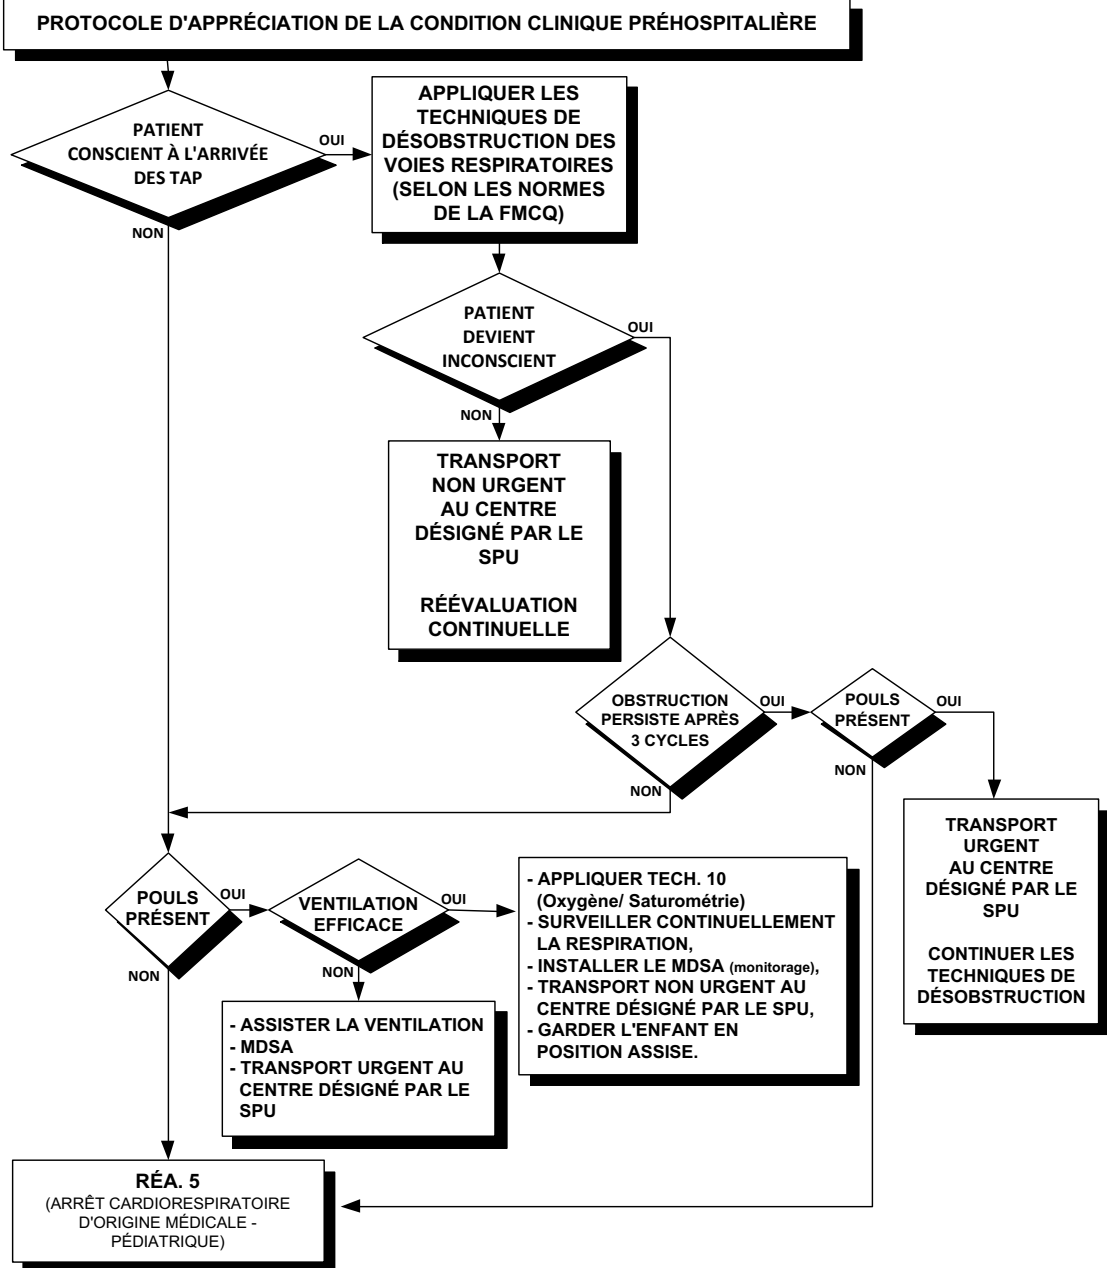 PROTOCOLE D'APPRÉCIATION DE LA CONDITION CLINIQUE PRÉHOSPITALIÈRE
PATIENT
CONSCIENT À L'ARRIVÉE
DES TAP
OUI
NON
APPLIQUER LES
TECHNIQUES DE
DÉSOBSTRUCTION DES
VOIES RESPIRATOIRES
(SELON LES NORMES
DE LA FMCQ)
PATIENT
DEVIENT
INCONSCIENT
OUI
NON
TRANSPORT
NON URGENT
AU CENTRE
DÉSIGNÉ PAR LE
SPU
RÉÉVALUATION
CONTINUELLE
OBSTRUCTION
PERSISTE APRÈS
3 CYCLES
OUI
NON
POULS
PRÉSENT
OUI
NON
TRANSPORT
URGENT
AU CENTRE
DÉSIGNÉ PAR LE
SPU
CONTINUER LES
TECHNIQUES DE
DÉSOBSTRUCTION
POULS
PRÉSENT
OUI
NON
VENTILATION
EFFICACE
OUI
NON
- APPLIQUER TECH. 10
(Oxygène/ Saturométrie)
- SURVEILLER CONTINUELLEMENT
LA RESPIRATION,
- INSTALLER LE MDSA (monitorage),
- TRANSPORT NON URGENT AU
CENTRE DÉSIGNÉ PAR LE SPU,
- GARDER L'ENFANT EN
POSITION ASSISE.
- ASSISTER LA VENTILATION
- MDSA
- TRANSPORT URGENT AU
CENTRE DÉSIGNÉ PAR LE
SPU
RÉA. 5
(ARRÊT CARDIORESPIRATOIRE
D'ORIGINE MÉDICALE -
PÉDIATRIQUE)